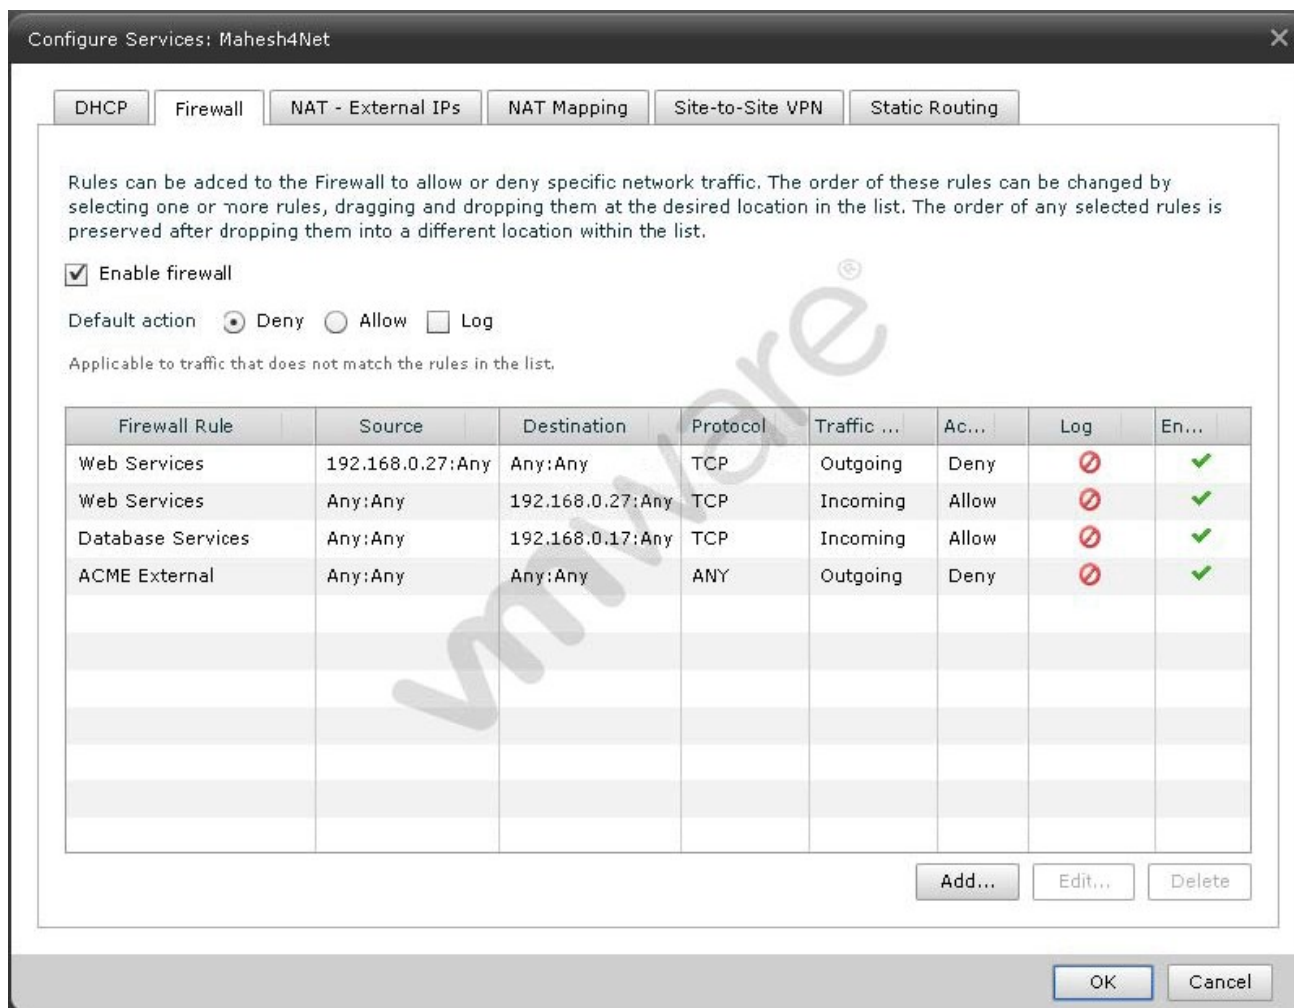 Configure Services: Mahesh4Net
DHCP Firewall NAT - External IPs NAT Mapping Site-to-Site VPN Static Routing
Rules can be adced to the Firewall to allow or deny specific network traffic. The order of these rules can be changed by
selecting one or more rules, dragging and dropping them at the desired location in the list. The order of any selected rules is
preserved after dropping them into a different location within the list.
Enable firewall
Default action Deny Allow Log
Applicable to traffic that does not match the rules in the list.
Firewall Rule Source Destination Protocol Traffic ... Ac... Log En...
Web Services 192.168.0.27:Any Any:Any TCP Outgoing Deny
Web Services Any:Any 192.168.0.27:Any TCP Incoming Allow
Database Services Any:Any 192.168.0.17:Any TCP Incoming Allow
ACME External Any:Any Any:Any ANY Outgoing Deny
vmware®
Add... Edit... Delete
OK Cancel